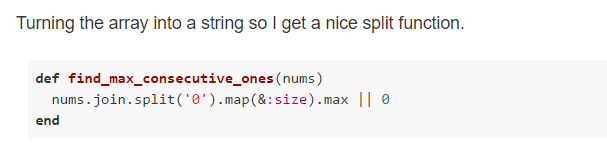 Turning the array into a string so I get a nice split function.
def find_max_consecutive_ones(nums)
  nums.join.split('0').map(&:size).max || 0
end